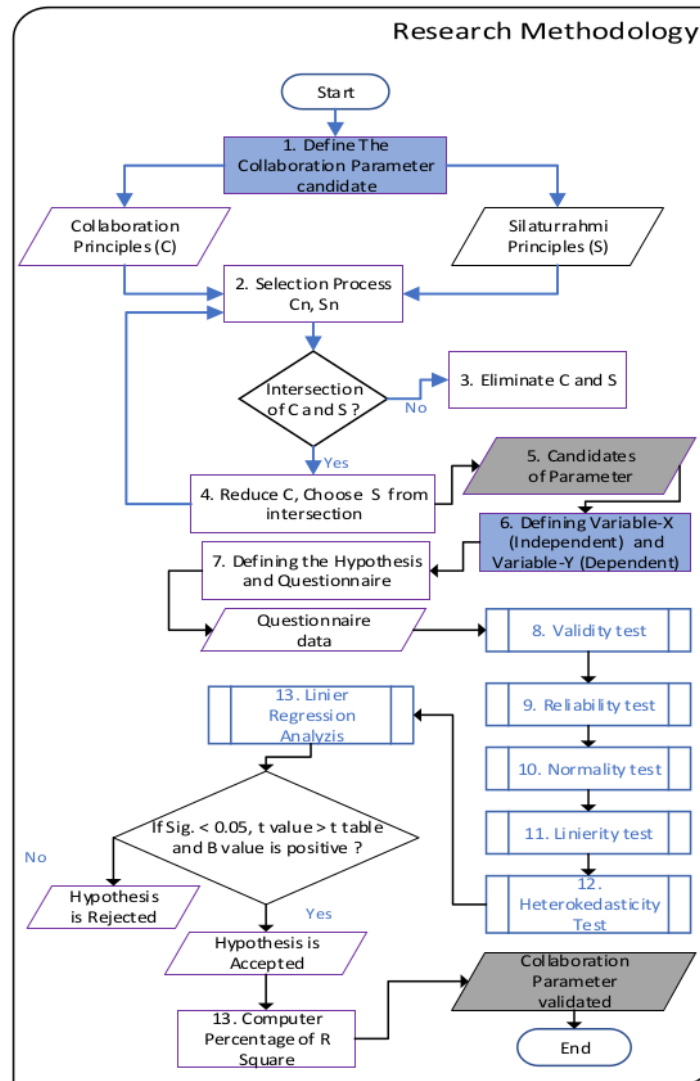 Research Methodology
Start
1. Define The
Collaboration Parameter
candidate
Collaboration
Principles (C)
Silaturrahmi
Principles (S)
2. Selection Process
Cn, Sn
Intersection
of C and S ?
No
3. Eliminate C and S
Yes
4. Reduce C, Choose S from
intersection
5. Candidates
of Parameter
6. Defining Variable-X
(Independent) and
Variable-Y (Dependent)
7. Defining the Hypothesis
and Questionnaire
Questionnaire
data
8. Validity test
9. Reliability test
10. Normality test
11. Linierity test
12.
Heterokedasticity
Test
13. Linier
Regression
Analyzis
If Sig. < 0.05, t value > t table
and B value is positive ?
No
Hypothesis
is Rejected
Yes
Hypothesis is
Accepted
13. Computer
Percentage of R
Square
Collaboration
Parameter
validated
End